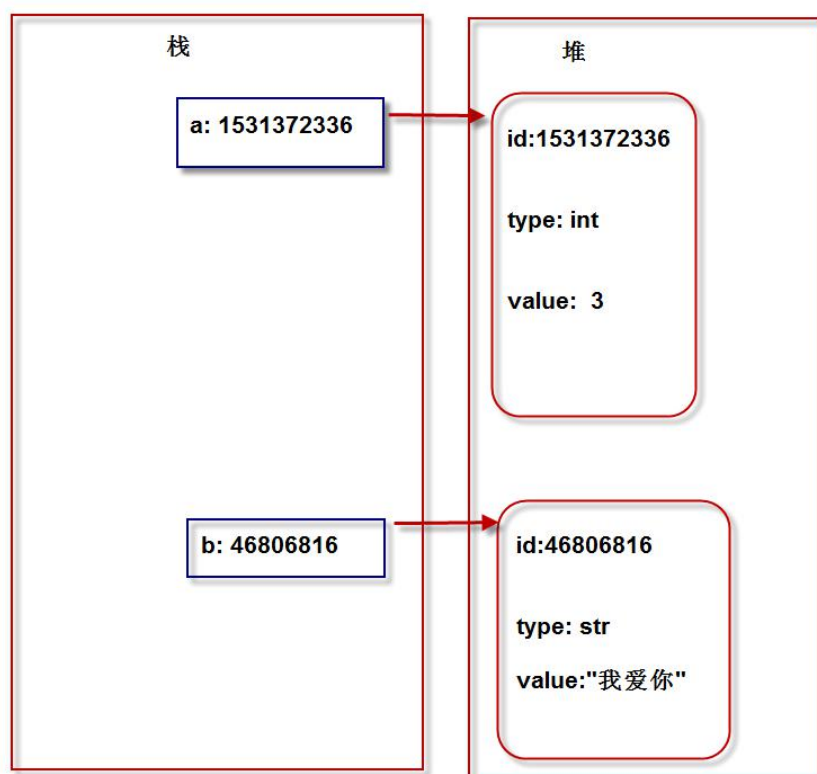 栈
堆
a: 1531372336
id:1531372336
type: int
value: 3
b: 46806816
id:46806816
type: str
value:"我爱你"